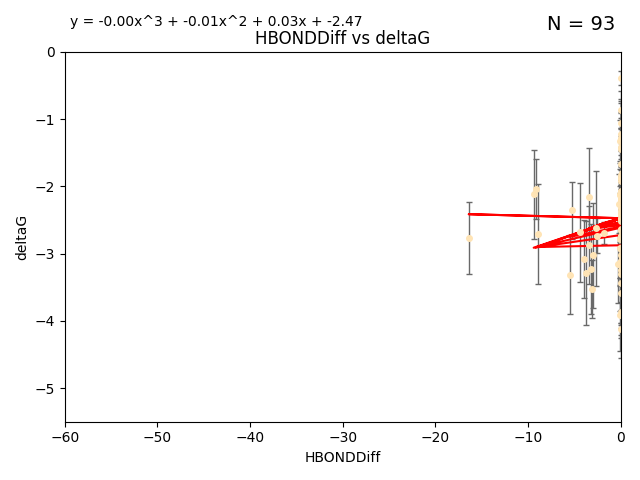 y = -0.00x^3 + -0.01x^2 + 0.03x + -2.47
N = 93
HBONDDiff vs deltaG
0
−1
−2
−3
−4
−5
deltaG
−60 −50 −40 −30 −20 −10 0
HBONDDiff